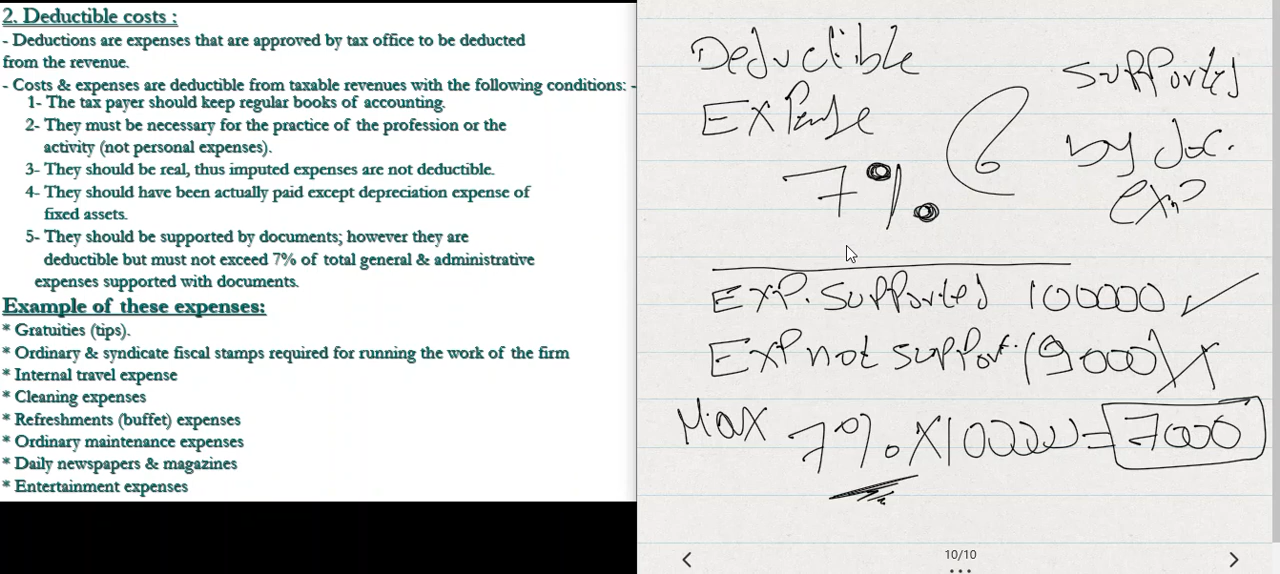 2. Deductible costs :
- Deductions are expenses that are approved by tax office to be deducted
from the revenue.
- Costs & expenses are deductible from taxable revenues with the following conditions: -
1- The tax payer should keep regular books of accounting.
2- They must be necessary for the practice of the profession or the
activity (not personal expenses).
3- They should be real, thus imputed expenses are not deductible.
4- They should have been actually paid except depreciation expense of
fixed assets.
5- They should be supported by documents; however they are
deductible but must not exceed 7% of total general & administrative
expenses supported with documents.
Example of these expenses:
* Gratuities (tips).
* Ordinary & syndicate fiscal stamps required for running the work of the firm
* Internal travel expense
* Cleaning expenses
* Refreshments (buffet) expenses
* Ordinary maintenance expenses
* Daily newspapers & magazines
* Entertainment expenses
Deductible
Expense
7%
supported
by doc.
Exp. supported 100000
Exp not support. (9000)
Max 7% X 100000 = 7000
10/10